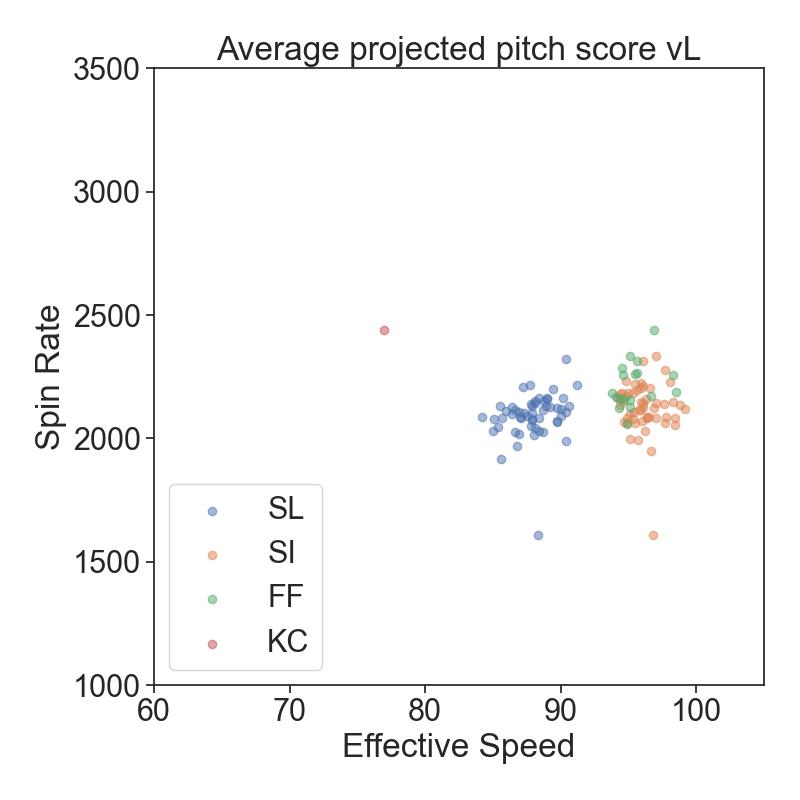 Average projected pitch score vL
3500
3000
2500
2000
1500
1000
Spin Rate
SL
SI
FF
KC
60 70 80 90 100
Effective Speed